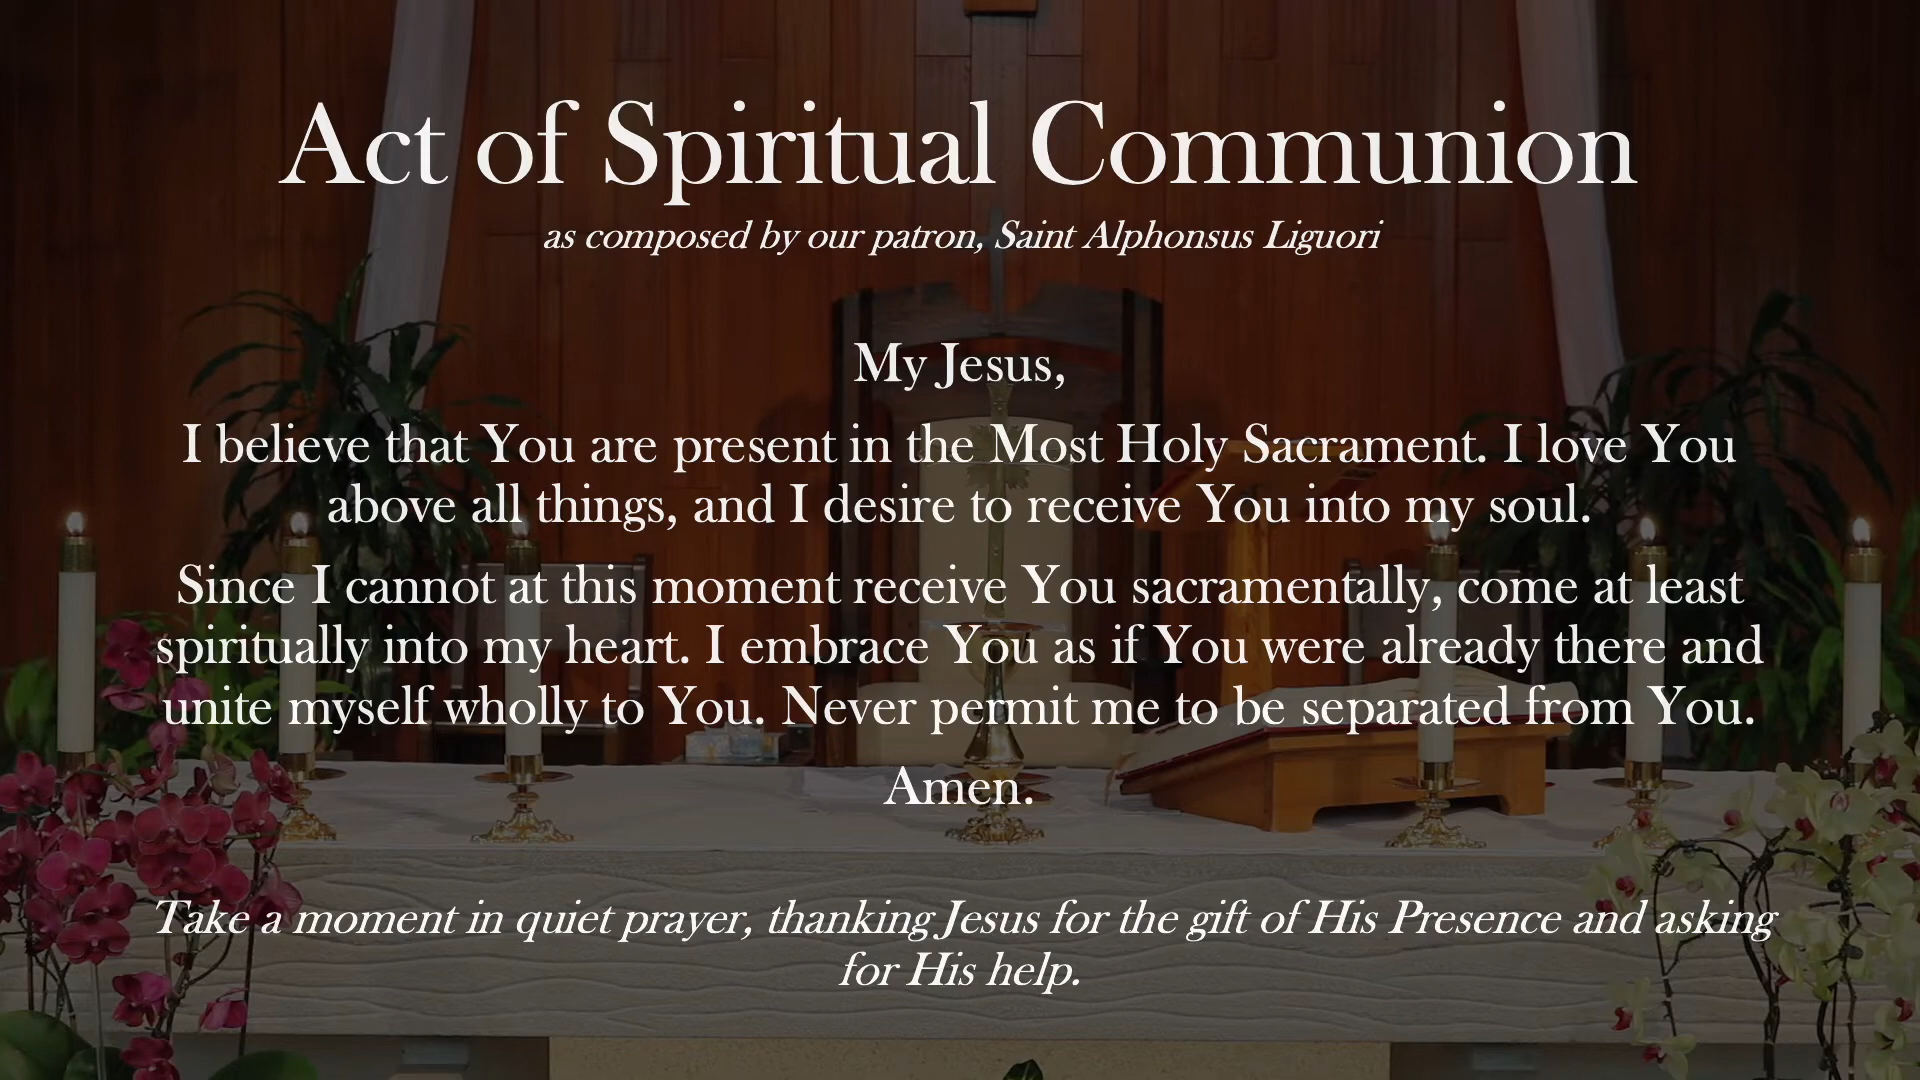 Act of Spiritual Communion
as composed by our patron, Saint Alphonsus Liguori
My Jesus,
I believe that You are present in the Most Holy Sacrament. I love You
above all things, and I desire to receive You into my soul.
Since I cannot at this moment receive You sacramentally, come at least
spiritually into my heart. I embrace You as if You were already there and
unite myself wholly to You. Never permit me to be separated from You.
Amen.
Take a moment in quiet prayer, thanking Jesus for the gift of His Presence and asking
for His help.